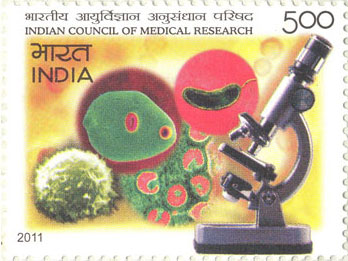 भारतीय आयुर्विज्ञान अनुसंधान परिषद
INDIAN COUNCIL OF MEDICAL RESEARCH
500
भारत
INDIA
2011